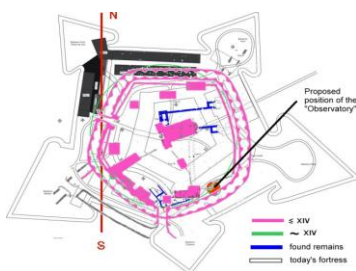 N
Proposed
position of the
"Observatory"
S
≤ XIV
~ XIV
found remains
today's fortress